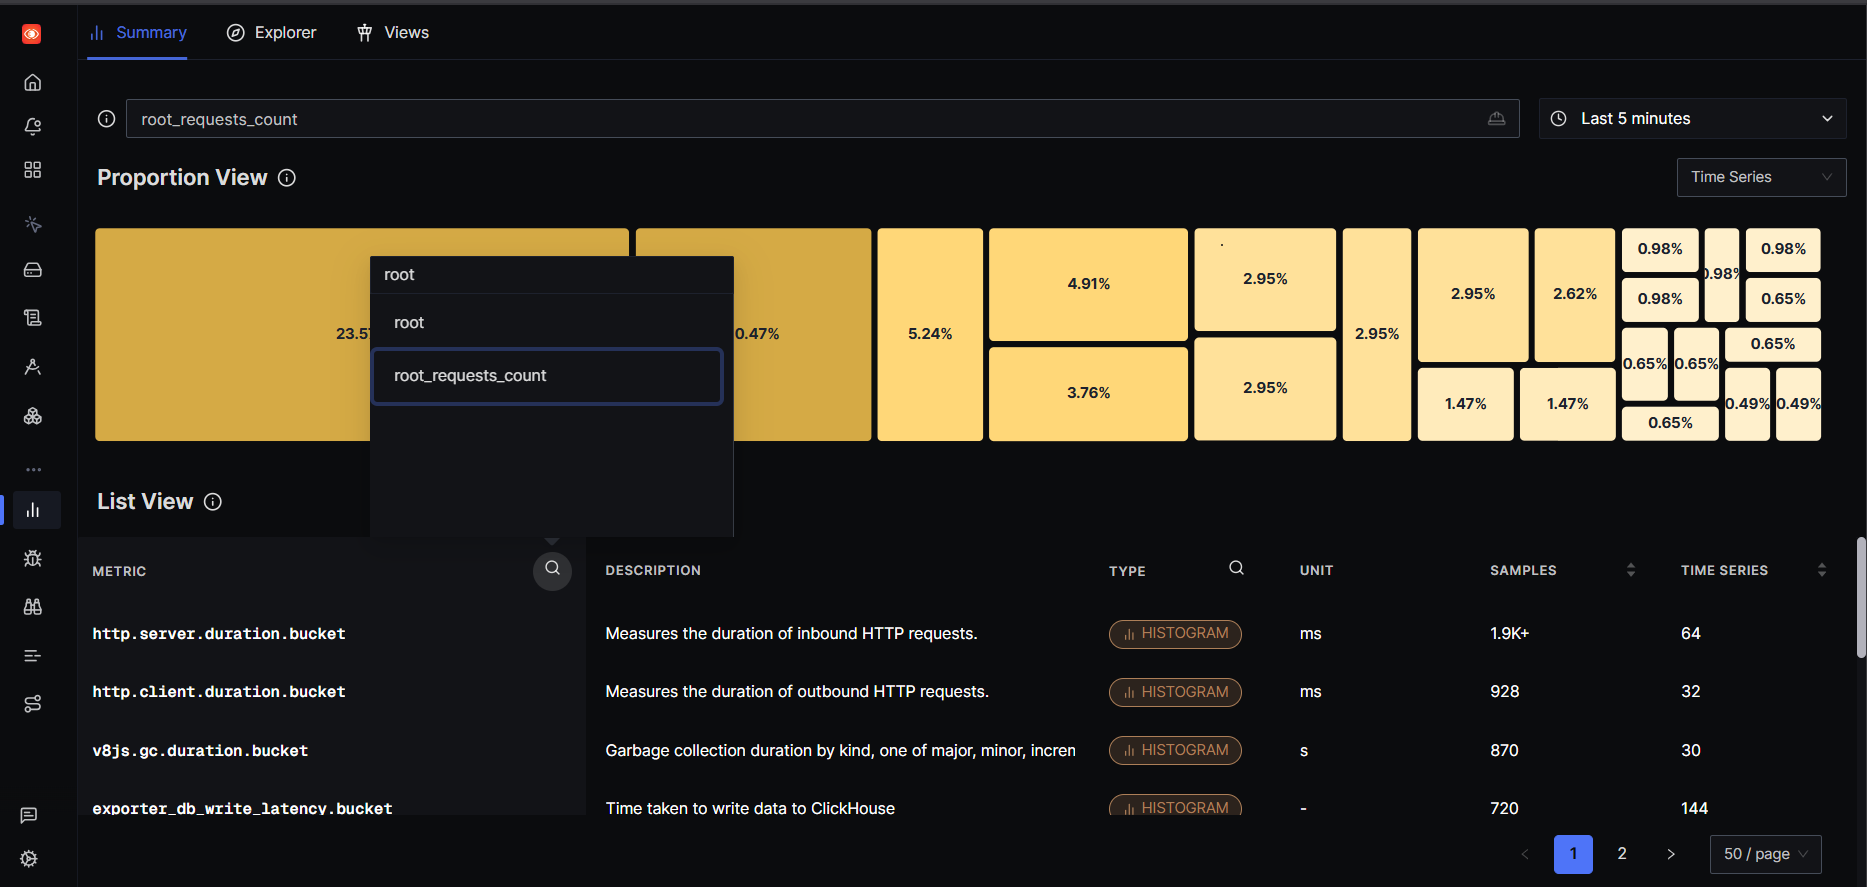 Summary
Explorer
Views
root_requests_count
Last 5 minutes
Proportion View
Time Series
root
root
root_requests_count
23.5
0.47%
5.24%
4.91%
3.76%
2.95%
2.95%
2.95%
2.95%
2.62%
1.47%
1.47%
0.98%
0.98%
0.98%
0.98%
0.65%
0.65%
0.65%
0.65%
0.65%
0.49%
0.49%
List View
METRIC DESCRIPTION TYPE UNIT SAMPLES TIME SERIES
http.server.duration.bucket Measures the duration of inbound HTTP requests. HISTOGRAM ms 1.9K+ 64
http.client.duration.bucket Measures the duration of outbound HTTP requests. HISTOGRAM ms 928 32
v8js.gc.duration.bucket Garbage collection duration by kind, one of major, minor, increm HISTOGRAM s 870 30
exporter_db_write_latency.bucket Time taken to write data to ClickHouse HISTOGRAM - 720 144
1 2 50 / page